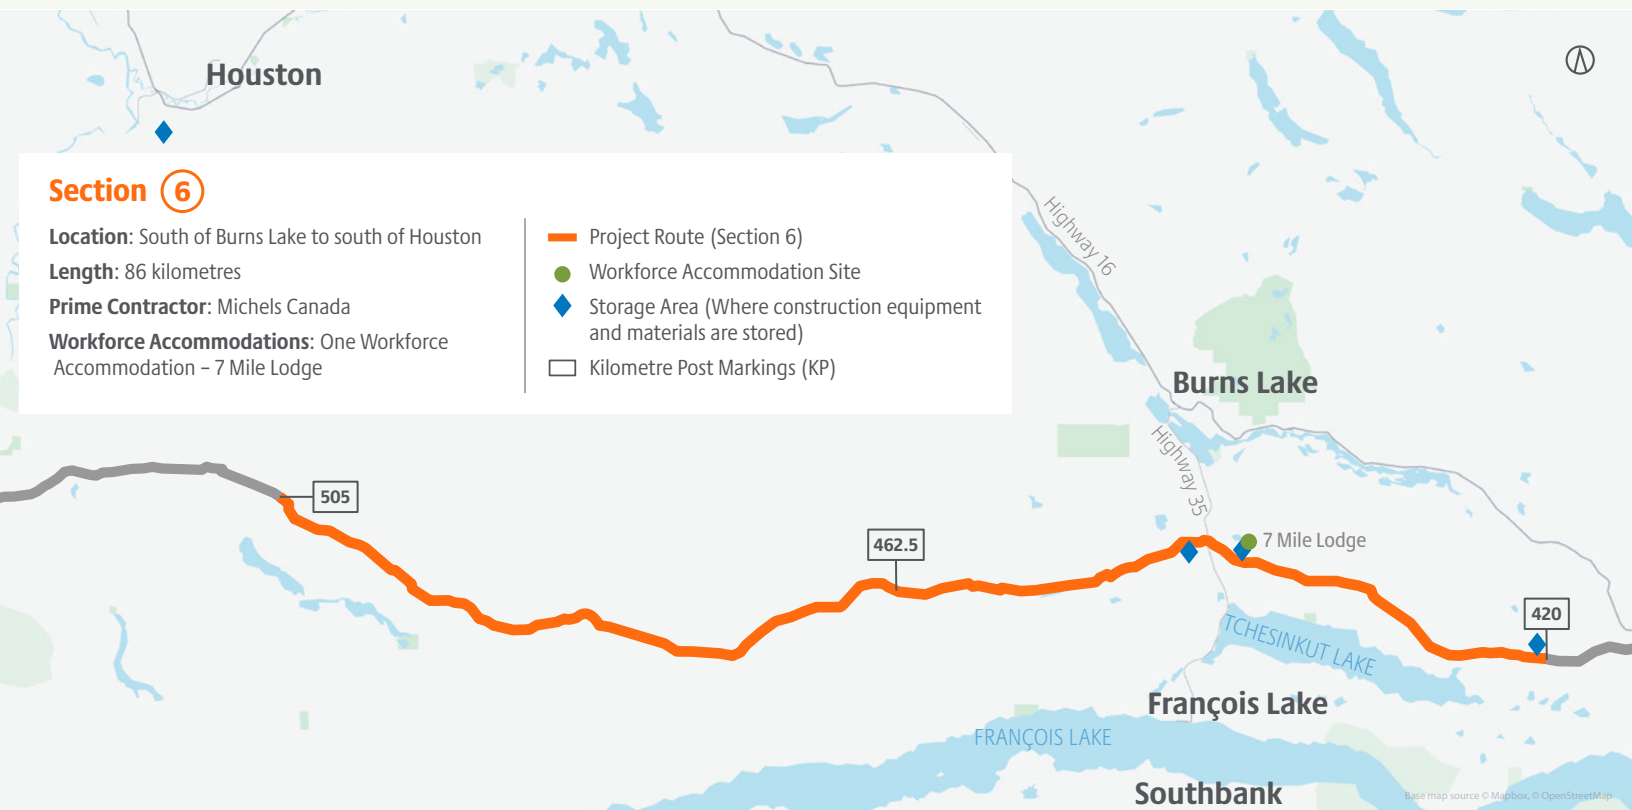 Houston
Section 6
Location: South of Burns Lake to south of Houston
Length: 86 kilometres
Prime Contractor: Michels Canada
Workforce Accommodations: One Workforce
Accommodation – 7 Mile Lodge
Project Route (Section 6)
Workforce Accommodation Site
Storage Area (Where construction equipment
and materials are stored)
Kilometre Post Markings (KP)
Highway 16
Burns Lake
Highway 35
505
462.5
7 Mile Lodge
420
TCHESINKUT LAKE
François Lake
FRANÇOIS LAKE
Southbank
Base map source © Mapbox, © OpenStreetMap